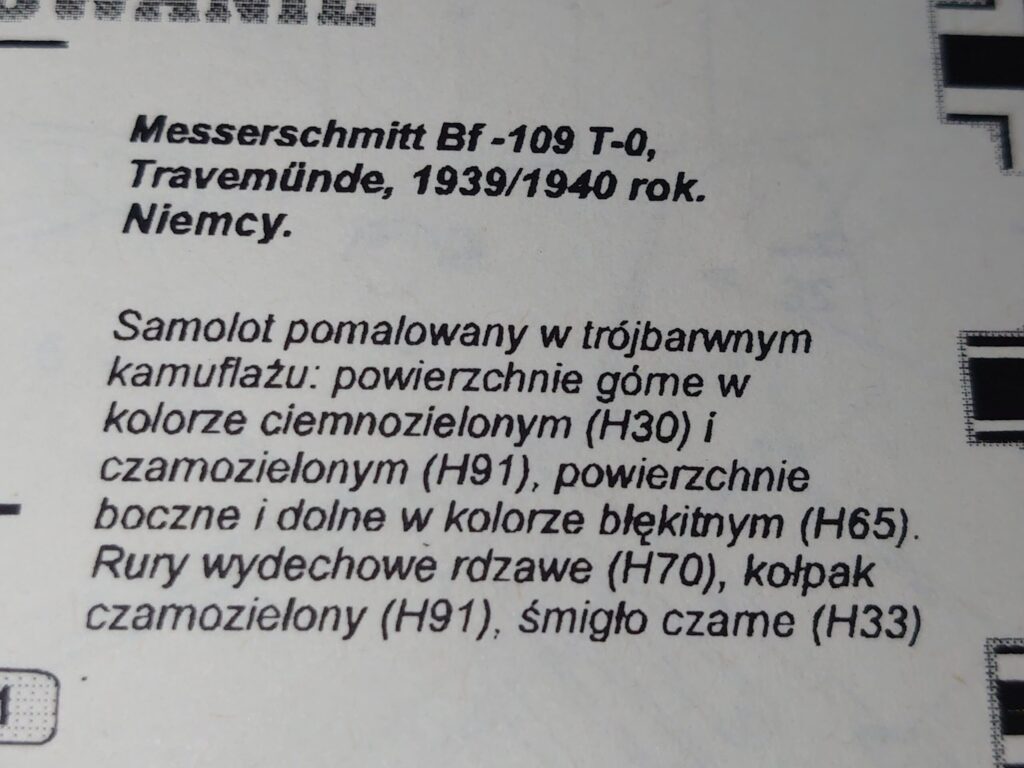 Messerschmitt Bf -109 T-0,
Travemünde, 1939/1940 rok.
Niemcy.
Samolot pomalowany w trójbarwnym
kamuflażu: powierzchnie górne w
kolorze ciemnozielonym (H30) i
czarnozielonym (H91), powierzchnie
boczne i dolne w kolorze błękitnym (H65).
Rury wydechowe rdzawe (H70), kołpak
czarnozielony (H91), śmigło czarne (H33)